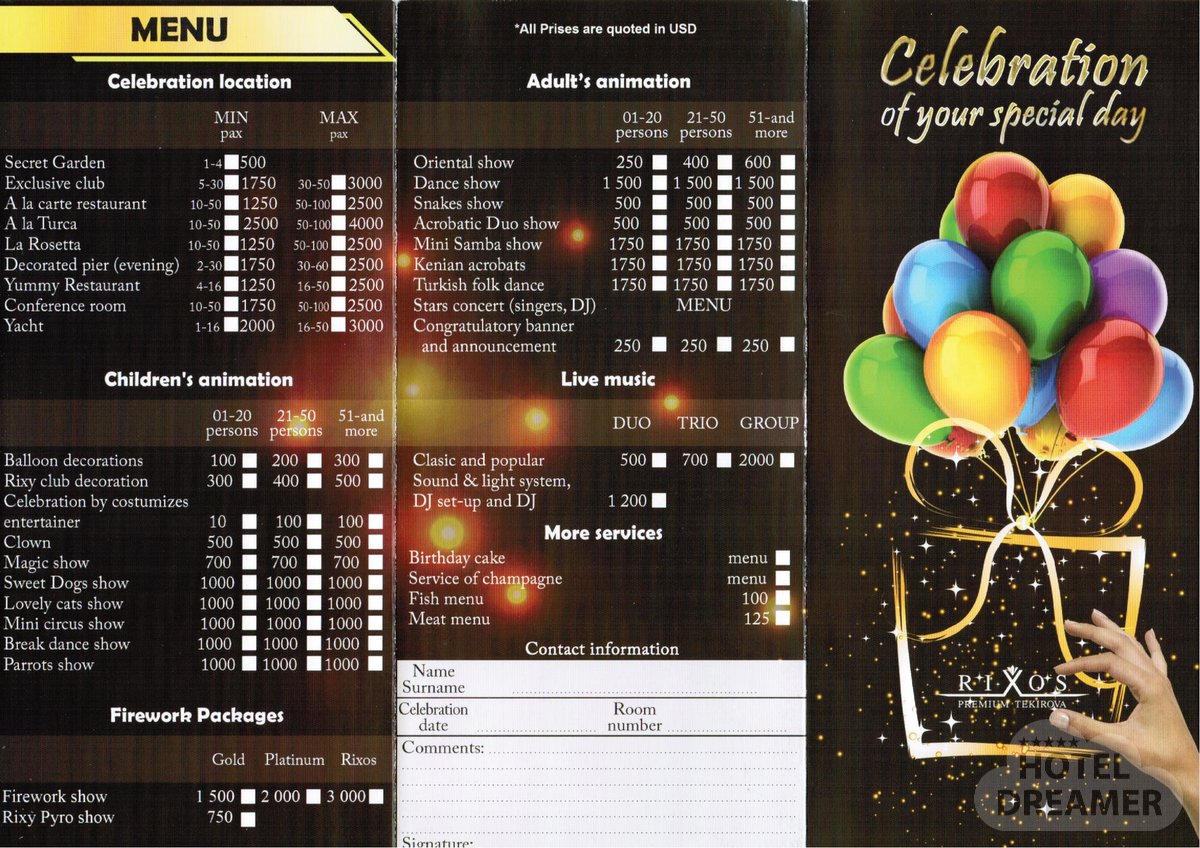 MENU
Celebration location
MIN MAX
pax pax
Secret Garden 1-4 500
Exclusive club 5-30 1750 30-50 3000
A la carte restaurant 10-50 1250 50-100 2500
A la Turca 10-50 2500 50-100 4000
La Rosetta 10-50 1250 50-100 2500
Decorated pier (evening) 2-30 1750 30-60 2500
Yummy Restaurant 4-16 1250 16-50 2500
Conference room 10-50 1750 50-100 2500
Yacht 1-16 2000 16-50 3000
Children's animation
01-20 21-50 51-and
persons persons more
Balloon decorations 100 200 300
Rixy club decoration 300 400 500
Celebration by costumizes
entertainer 10 100 100
Clown 500 500 500
Magic show 700 700 700
Sweet Dogs show 1000 1000 1000
Lovely cats show 1000 1000 1000
Mini circus show 1000 1000 1000
Break dance show 1000 1000 1000
Parrots show 1000 1000 1000
Firework Packages
Gold Platinum Rixos
Firework show 1 500 2 000 3 000
Rixy Pyro show 750
*All Prises are quoted in USD
Adult's animation
01-20 21-50 51-and
persons persons more
Oriental show 250 400 600
Dance show 1 500 1 500 1 500
Snakes show 500 500 500
Acrobatic Duo show 500 500 500
Mini Samba show 1750 1750 1750
Kenian acrobats 1750 1750 1750
Turkish folk dance 1750 1750 1750
Stars concert (singers, DJ) MENU
Congratulatory banner
and announcement 250 250 250
Live music
DUO TRIO GROUP
Clasic and popular 500 700 2000
Sound & light system,
DJ set-up and DJ 1 200
More services
Birthday cake menu
Service of champagne menu
Fish menu 100
Meat menu 125
Contact information
Name
Surname
Celebration Room
date number
Comments:
Signature:
Celebration
of your special day
RIXOS
PREMIUM TEKIROVA
HOTEL
DREAMER